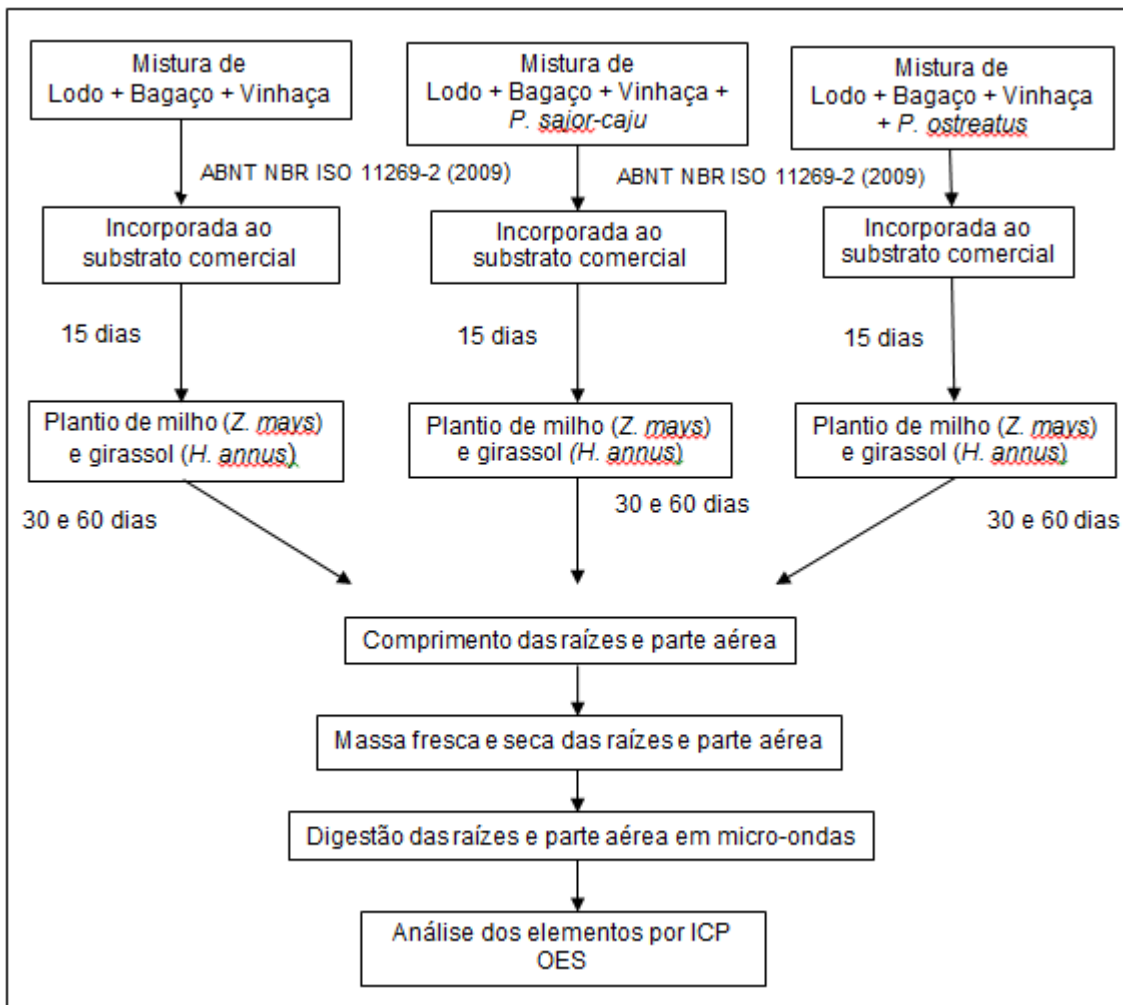 Mistura de
Lodo + Bagaço + Vinhaça
Mistura de
Lodo + Bagaço + Vinhaça +
P. sajor-caju
Mistura de
Lodo + Bagaço + Vinhaça
+ P. ostreatus
ABNT NBR ISO 11269-2 (2009)
ABNT NBR ISO 11269-2 (2009)
Incorporada ao
substrato comercial
Incorporada ao
substrato comercial
Incorporada ao
substrato comercial
15 dias
15 dias
15 dias
Plantio de milho (Z. mays)
e girassol (H. annus)
Plantio de milho (Z. mays)
e girassol (H. annus)
Plantio de milho (Z. mays)
e girassol (H. annus)
30 e 60 dias
30 e 60 dias
30 e 60 dias
Comprimento das raízes e parte aérea
Massa fresca e seca das raízes e parte aérea
Digestão das raízes e parte aérea em micro-ondas
Análise dos elementos por ICP
OES